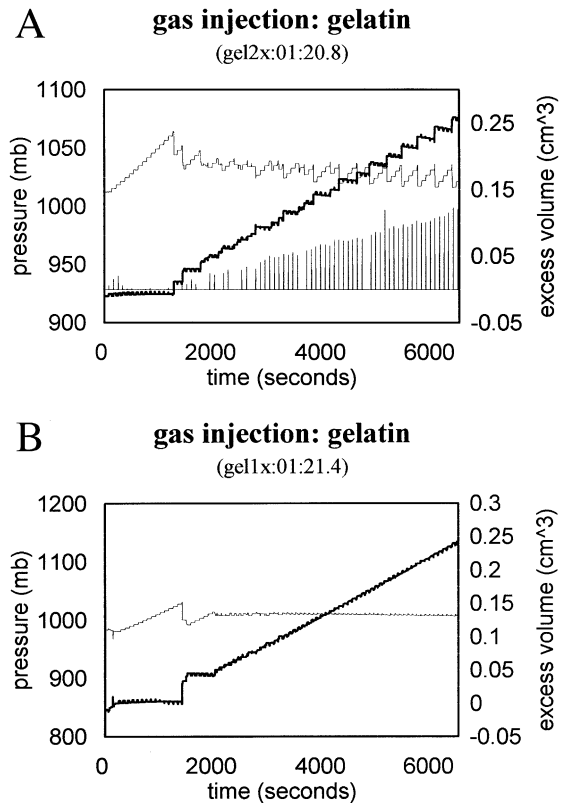 A
gas injection: gelatin
(gel2x:01:20.8)
1100
1050
1000
950
900
pressure (mb)
0.25
0.15
0.05
-0.05
excess volume (cm^3)
0 2000 4000 6000
time (seconds)
B
gas injection: gelatin
(gel1x:01:21.4)
1200
1100
1000
900
800
pressure (mb)
0.3
0.25
0.2
0.15
0.1
0.05
0
-0.05
excess volume (cm^3)
0 2000 4000 6000
time (seconds)